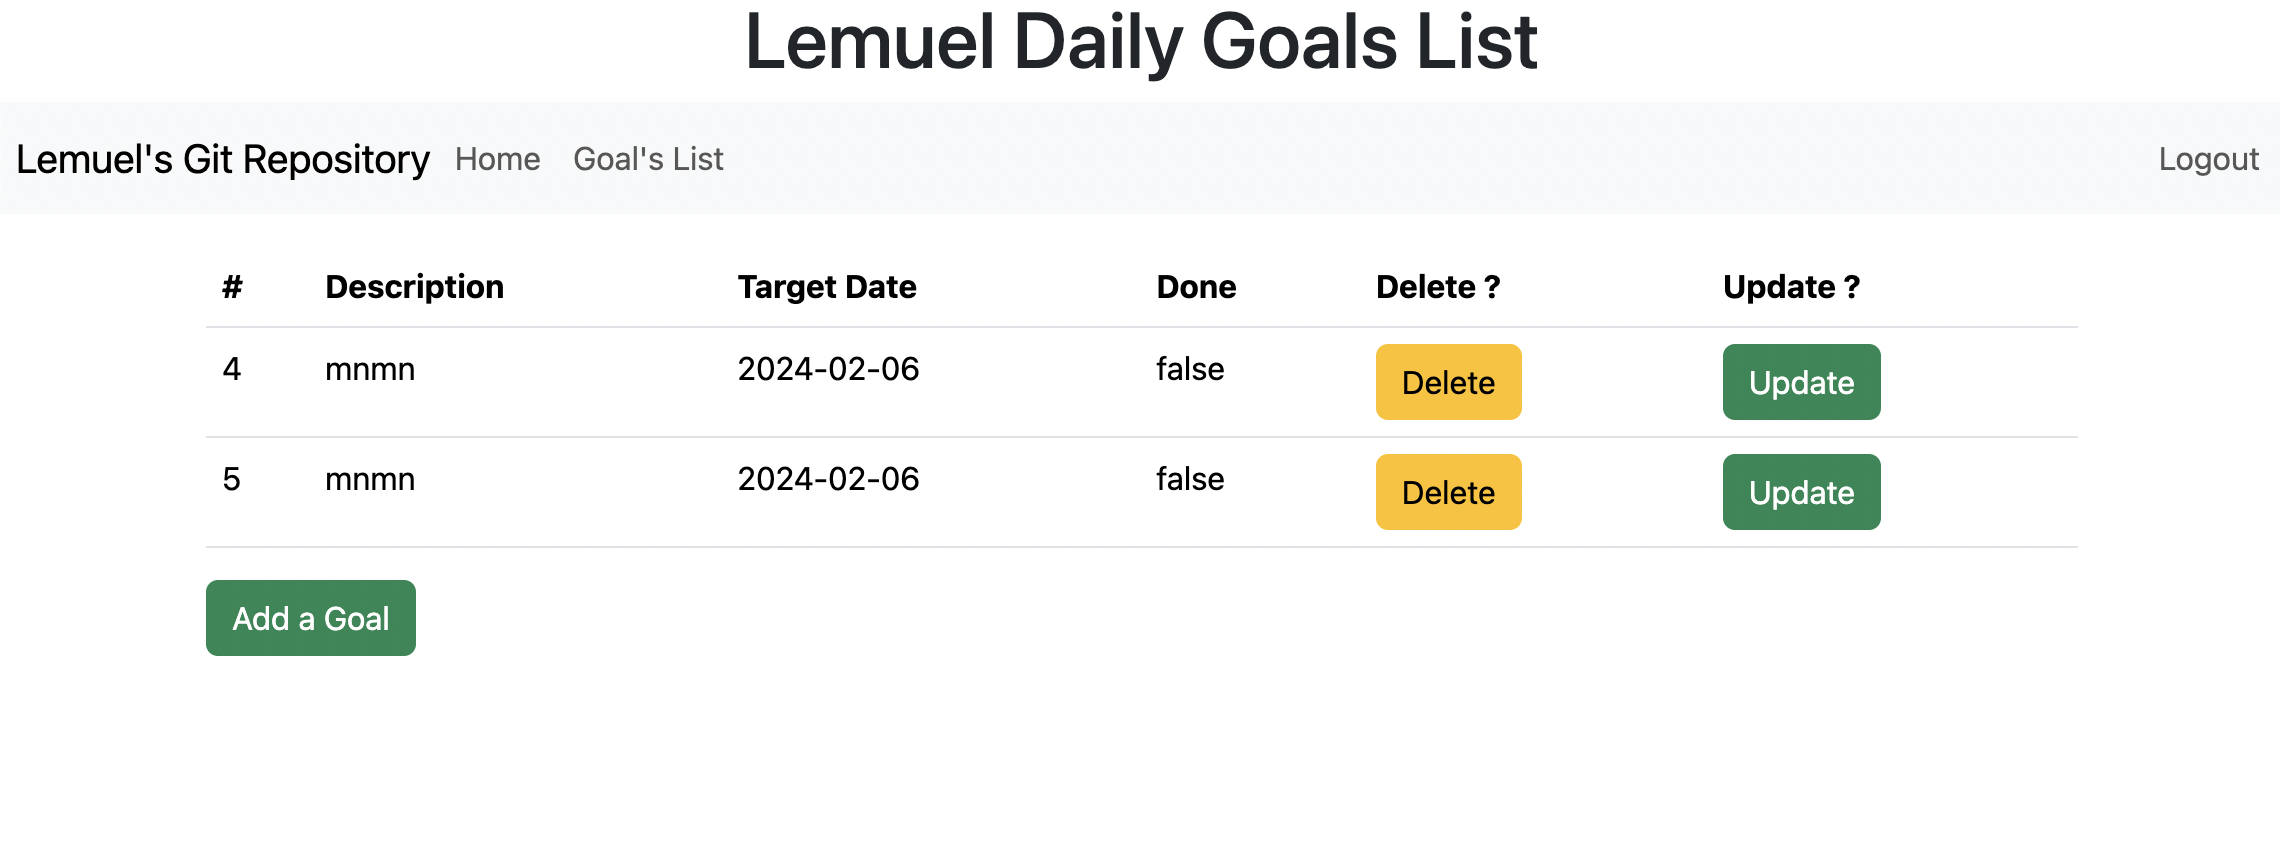 Lemuel Daily Goals List
Lemuel's Git Repository Home Goal's List Logout
# Description Target Date Done Delete ? Update ?
4 mnmn 2024-02-06 false Delete Update
5 mnmn 2024-02-06 false Delete Update
Add a Goal